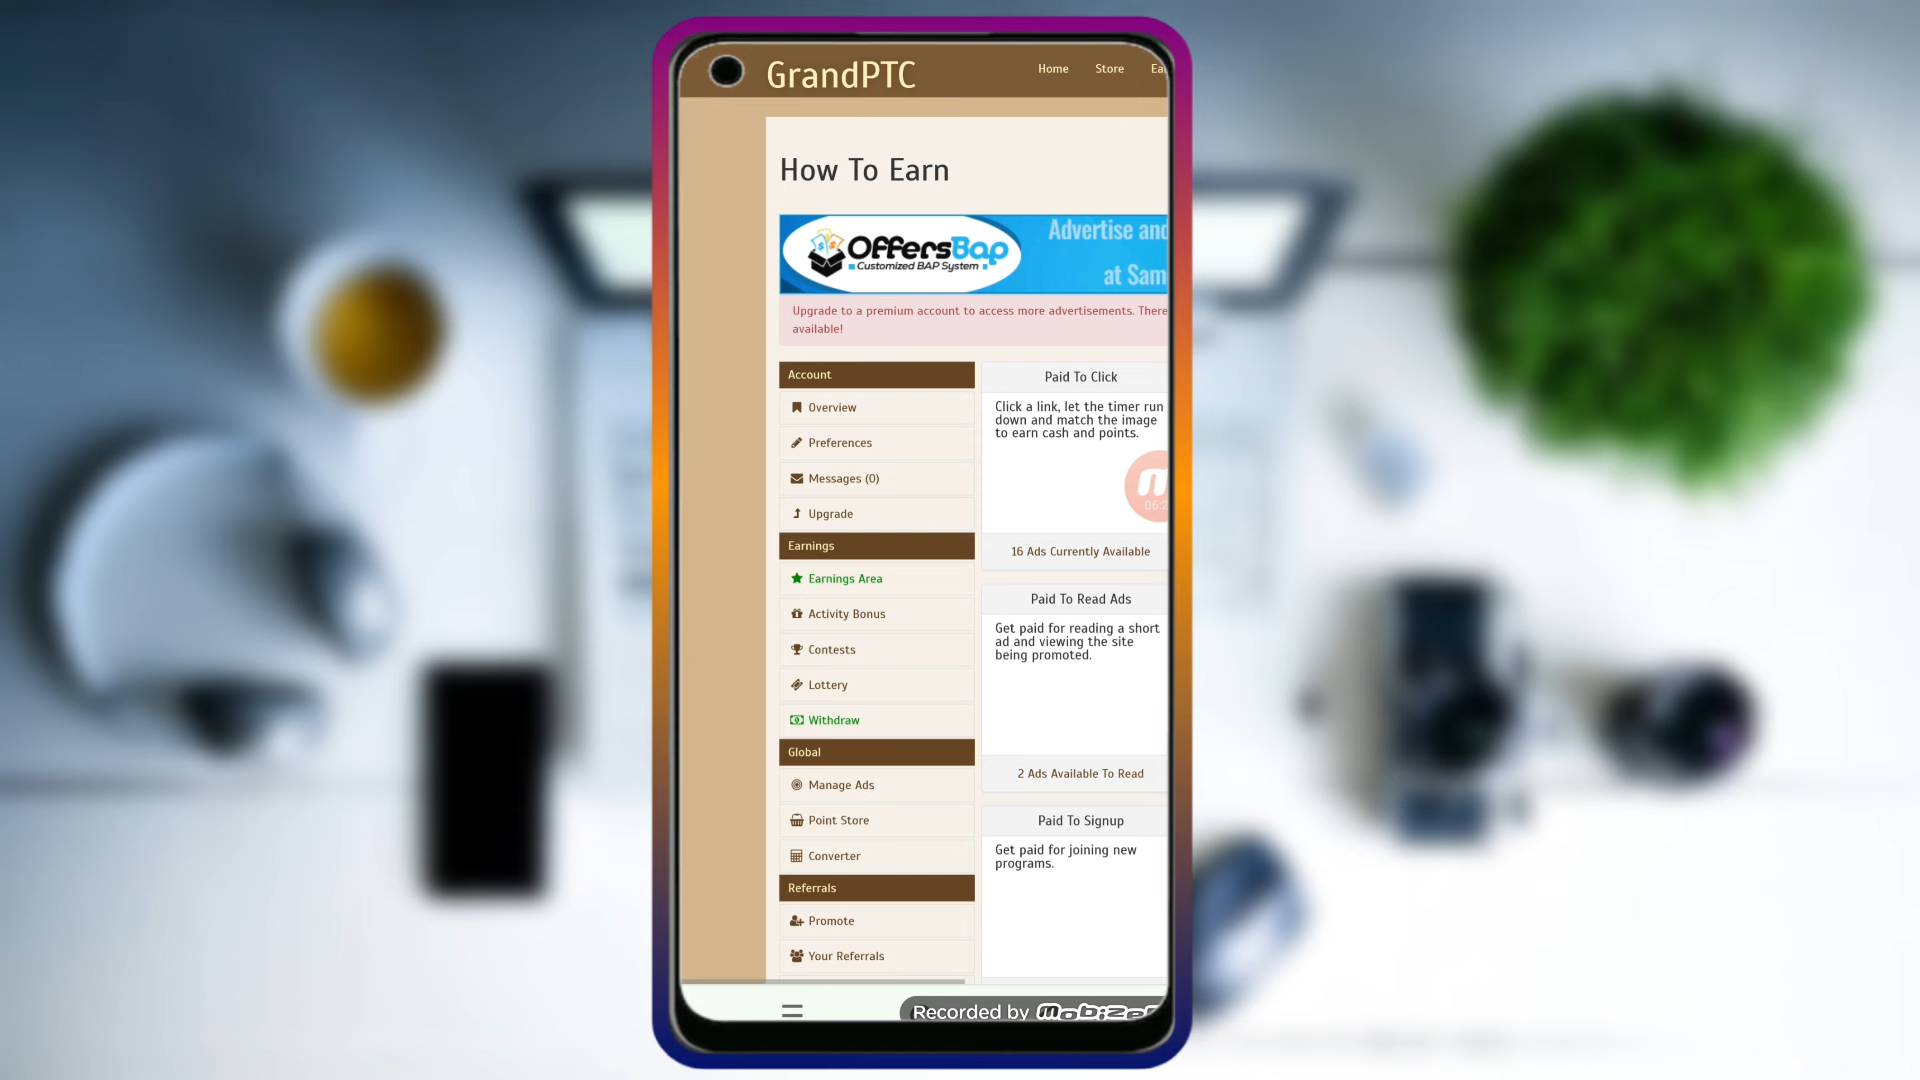 GrandPTC
Home
Store
How To Earn
OffersBap
Customized BAP System
Advertise and
at Sam
Upgrade to a premium account to access more advertisements. There
available!
Account
Overview
Preferences
Messages (0)
Upgrade
Earnings
Earnings Area
Activity Bonus
Contests
Lottery
Withdraw
Global
Manage Ads
Point Store
Converter
Referrals
Promote
Your Referrals
Paid To Click
Click a link, let the timer run
down and match the image
to earn cash and points.
16 Ads Currently Available
Paid To Read Ads
Get paid for reading a short
ad and viewing the site
being promoted.
2 Ads Available To Read
Paid To Signup
Get paid for joining new
programs.
Recorded by